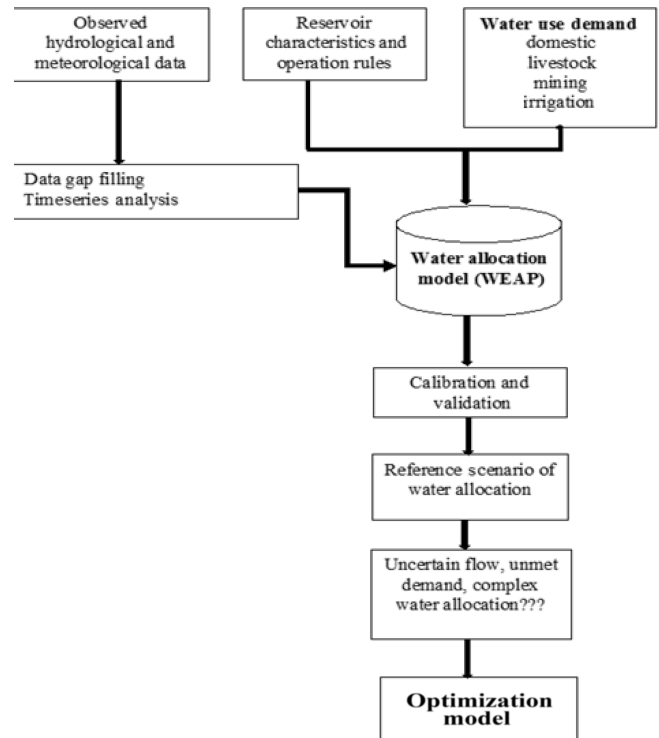 Observed
hydrological and
meteorological data
Reservoir
characteristics and
operation rules
Water use demand
domestic
livestock
mining
irrigation
Data gap filling
Timeseries analysis
Water allocation
model (WEAP)
Calibration and
validation
Reference scenario of
water allocation
Uncertain flow, unmet
demand, complex
water allocation???
Optimization
model